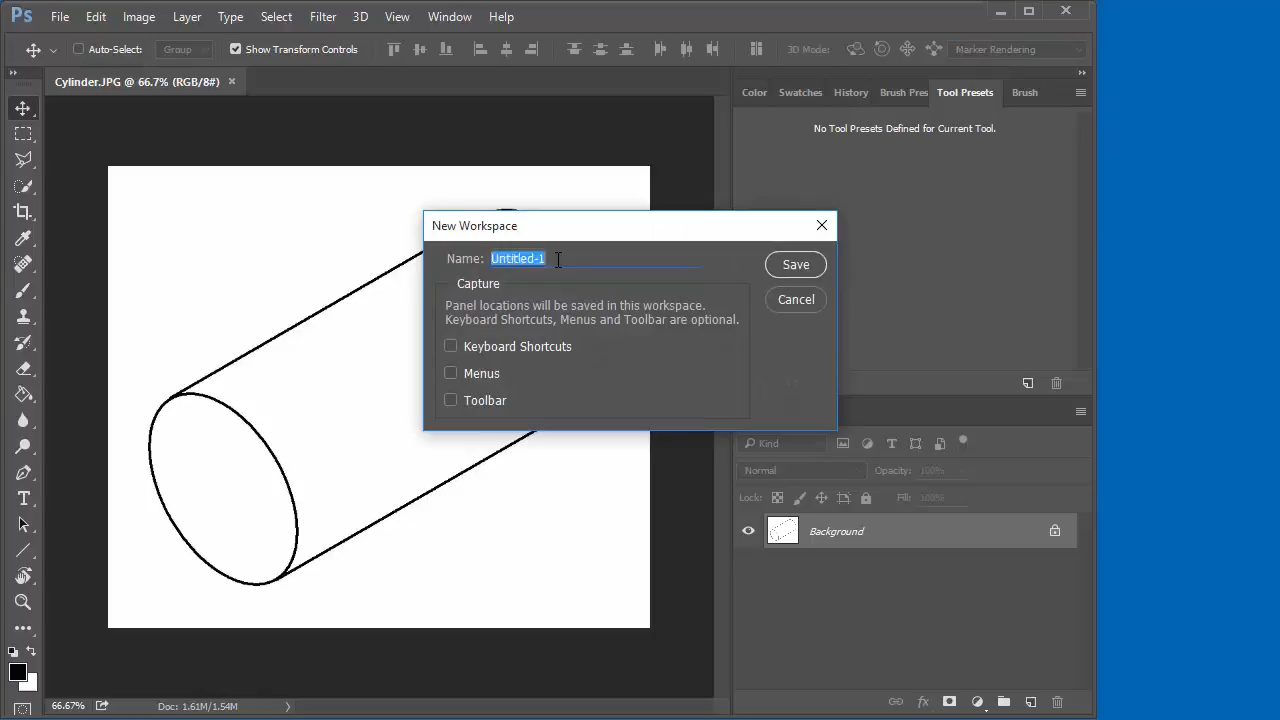 Ps File Edit Image Layer Type Select Filter 3D View Window Help
Auto-Select: Group Show Transform Controls 3D Mode: Marker Rendering
Cylinder.JPG @ 66.7% (RGB/8#)
Color Swatches History Brush Pres Tool Presets Brush
No Tool Presets Defined for Current Tool.
New Workspace
Name: Untitled-1
Save
Capture
Cancel
Panel locations will be saved in this workspace.
Keyboard Shortcuts, Menus and Toolbar are optional.
Keyboard Shortcuts
Menus
Toolbar
Kind
Normal Opacity: 100%
Lock: Fill: 100%
Background
66.67% Doc: 1.61M/1.54M